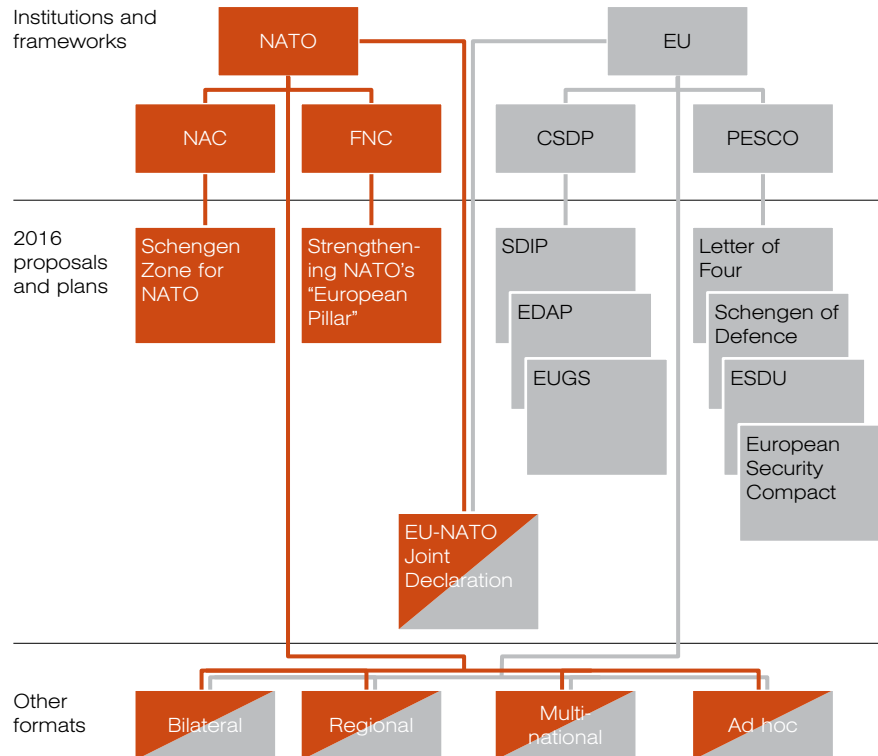 Institutions and
frameworks
NATO
EU
NAC
FNC
CSDP
PESCO
2016
proposals
and plans
Schengen
Zone for
NATO
Strengthen-
ing NATO's
“European
Pillar”
SDIP
EDAP
EUGS
Letter of
Four
Schengen of
Defence
ESDU
European
Security
Compact
EU-NATO
Joint
Declaration
Other
formats
Bilateral
Regional
Multi-
national
Ad hoc